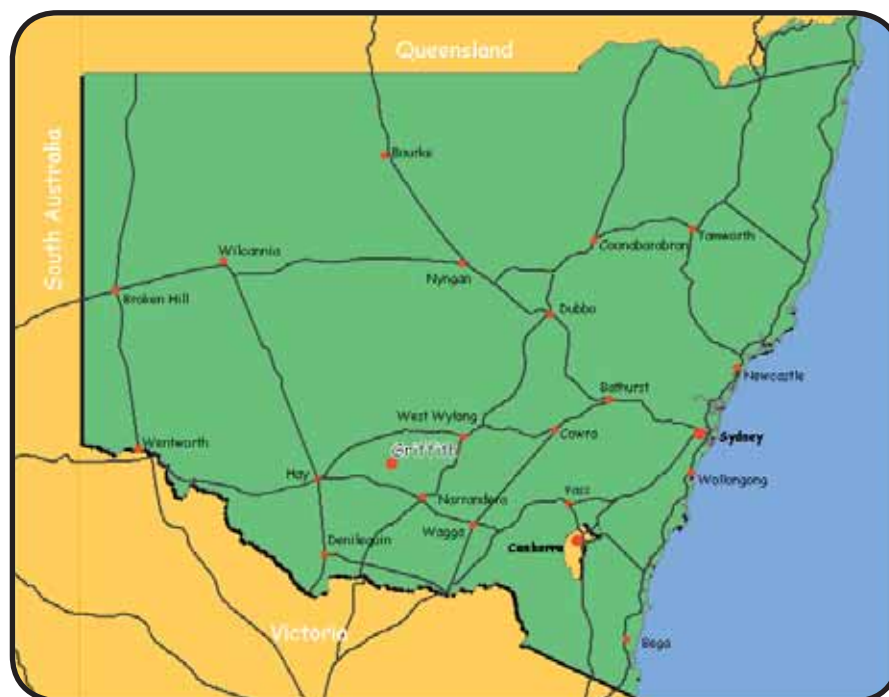 Queensland
South Australia
Bourke
Wilcannia
Nyngan
Coonabarabran
Tamworth
Broken Hill
Dubbo
Newcastle
Bathurst
West Wylong
Cowra
Sydney
Griffith
Wentworth
Hay
Wollongong
Narrandera
Yass
Wagga
Deniliquin
Canberra
Victoria
Bega